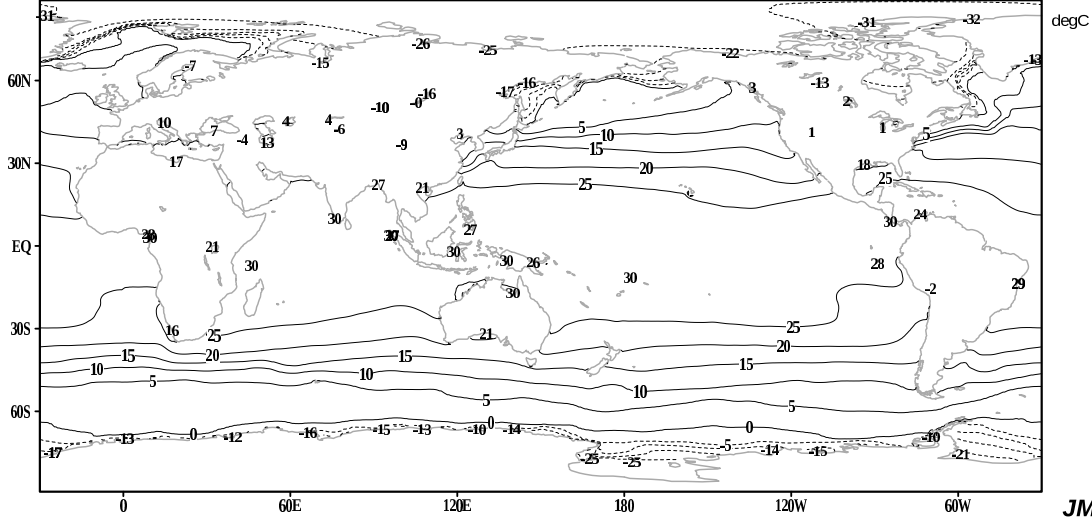 -31 -31 -32
degC
-26 -25 -22 -13
-7 -15
60N -17 -16 3 -13
-16 -0 -10 2
10 7 4 4 -6 3 5 10 1 1 5
-4 13 -9 15
30N 17 20 18
27 21 25 25
30 30 24
27
EQ 21 30
30 30 26 28
30 -2 29
30
30S 16 25 21 25
15 20 15 20
10 10 15
5 5 10 5
60S
-13 0 -12 -16 -15 -13 -10 0 -14 0 -10
-17 -25 -25 -5 -14 -15 -21
0 60E 120E 180 120W 60W
JM